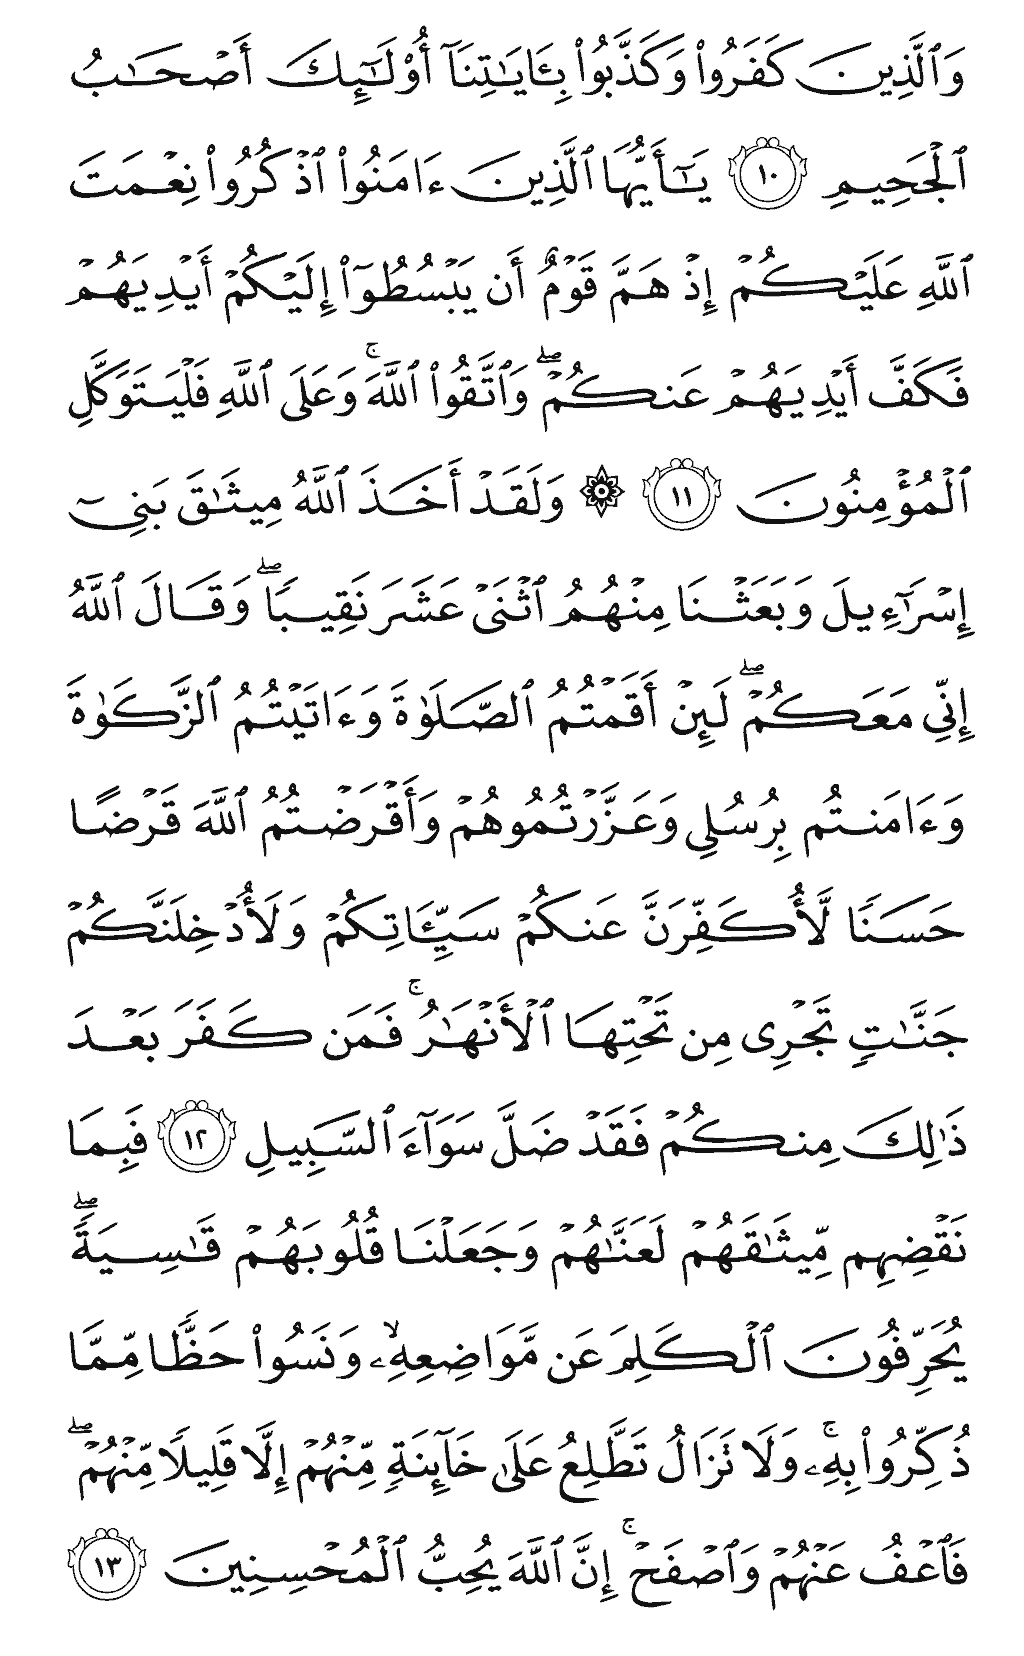 وَٱلَّذِينَ كَفَرُوا۟ وَكَذَّبُوا۟ بِـَٔايَـٰتِنَآ أُو۟لَـٰٓئِكَ أَصْحَـٰبُ
ٱلْجَحِيمِ ١٠ يَـٰٓأَيُّهَا ٱلَّذِينَ ءَامَنُوا۟ ٱذْكُرُوا۟ نِعْمَتَ
ٱللَّهِ عَلَيْكُمْ إِذْ هَمَّ قَوْمٌ أَن يَبْسُطُوٓا۟ إِلَيْكُمْ أَيْدِيَهُمْ
فَكَفَّ أَيْدِيَهُمْ عَنكُمْ ۖ وَٱتَّقُوا۟ ٱللَّهَ ۚ وَعَلَى ٱللَّهِ فَلْيَتَوَكَّلِ
ٱلْمُؤْمِنُونَ ١١ ۞ وَلَقَدْ أَخَذَ ٱللَّهُ مِيثَـٰقَ بَنِىٓ
إِسْرَٰٓءِيلَ وَبَعَثْنَا مِنْهُمُ ٱثْنَىْ عَشَرَ نَقِيبًا ۖ وَقَالَ ٱللَّهُ
إِنِّى مَعَكُمْ ۖ لَئِنْ أَقَمْتُمُ ٱلصَّلَوٰةَ وَءَاتَيْتُمُ ٱلزَّكَوٰةَ
وَءَامَنتُم بِرُسُلِى وَعَزَّرْتُمُوهُمْ وَأَقْرَضْتُمُ ٱللَّهَ قَرْضًا
حَسَنًا لَّأُكَفِّرَنَّ عَنكُمْ سَيِّـَٔاتِكُمْ وَلَأُدْخِلَنَّكُمْ
جَنَّـٰتٍ تَجْرِى مِن تَحْتِهَا ٱلْأَنْهَـٰرُ ۚ فَمَن كَفَرَ بَعْدَ
ذَٰلِكَ مِنكُمْ فَقَدْ ضَلَّ سَوَآءَ ٱلسَّبِيلِ ١٢ فَبِمَا
نَقْضِهِم مِّيثَـٰقَهُمْ لَعَنَّـٰهُمْ وَجَعَلْنَا قُلُوبَهُمْ قَـٰسِيَةً ۖ
يُحَرِّفُونَ ٱلْكَلِمَ عَن مَّوَاضِعِهِۦ ۙ وَنَسُوا۟ حَظًّا مِّمَّا
ذُكِّرُوا۟ بِهِۦ ۚ وَلَا تَزَالُ تَطَّلِعُ عَلَىٰ خَآئِنَةٍ مِّنْهُمْ إِلَّا قَلِيلًا مِّنْهُمْ ۖ
فَٱعْفُ عَنْهُمْ وَٱصْفَحْ ۚ إِنَّ ٱللَّهَ يُحِبُّ ٱلْمُحْسِنِينَ ١٣